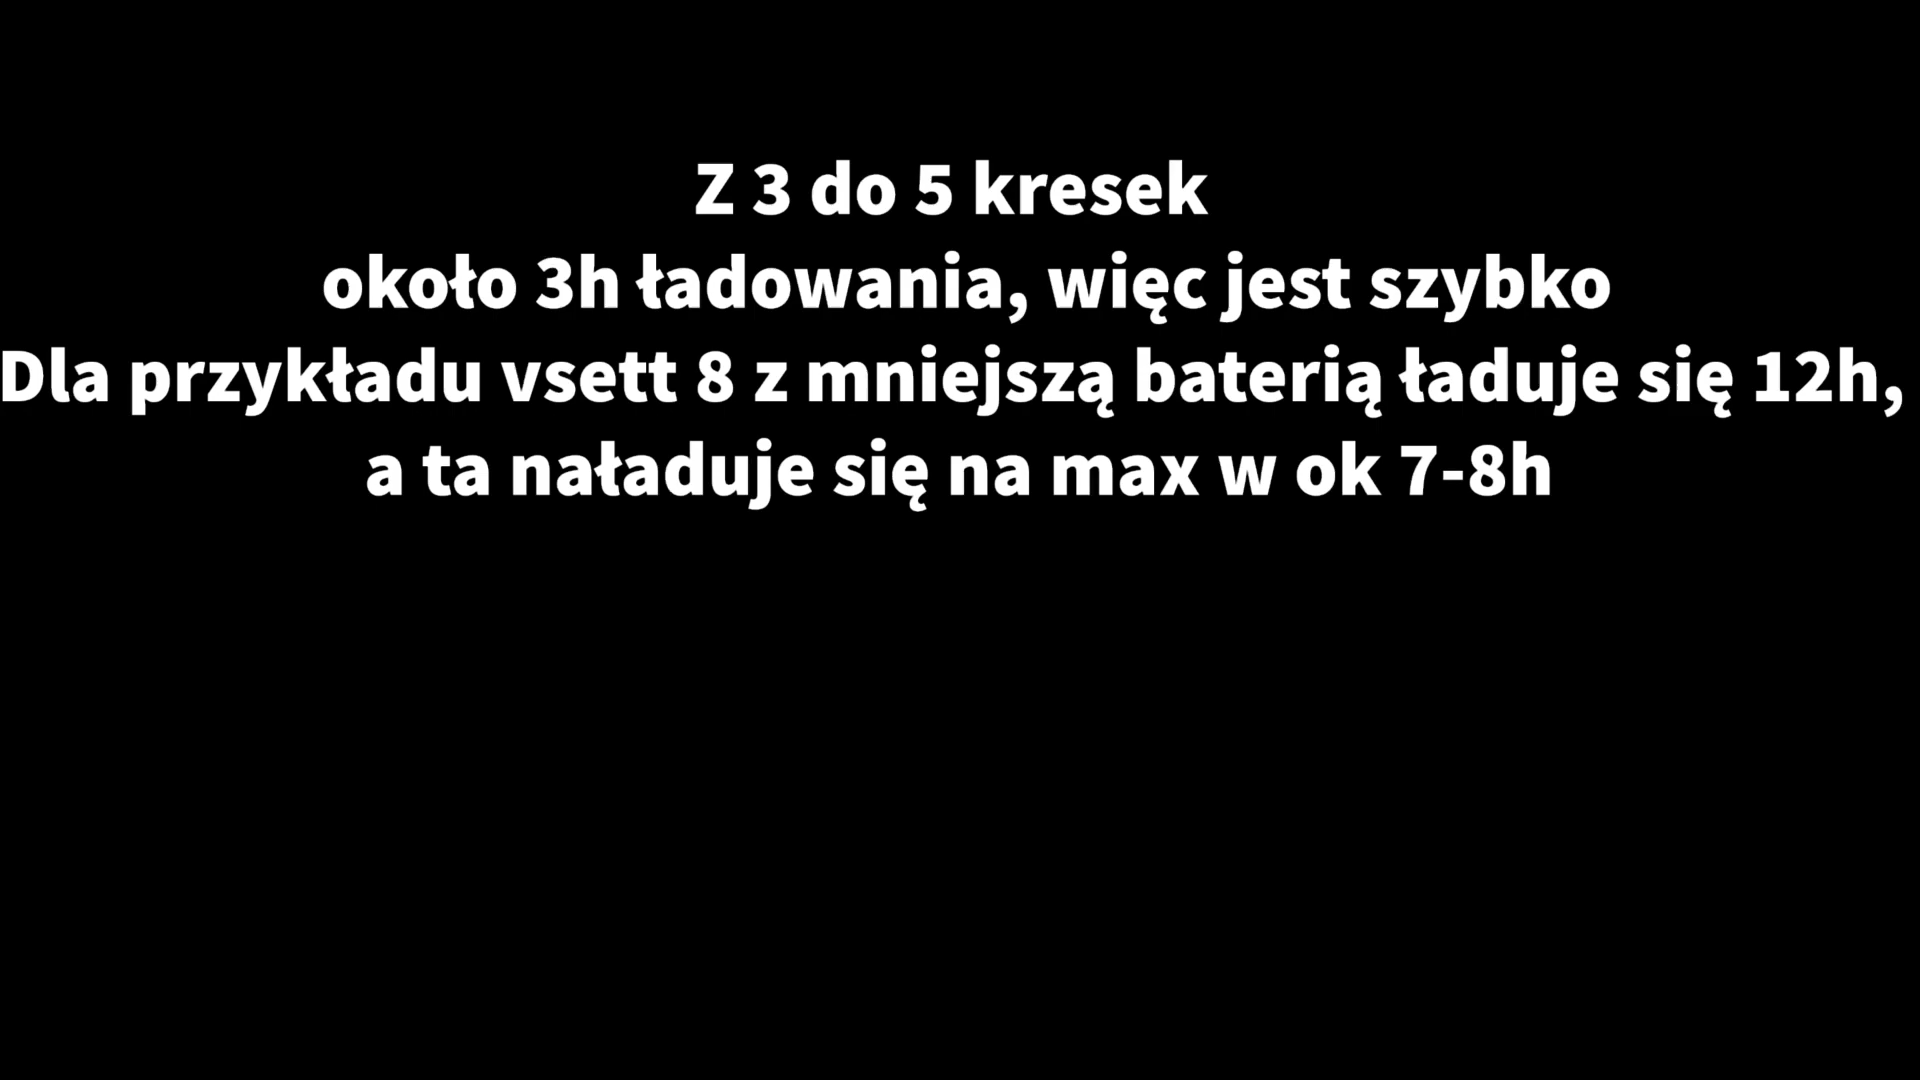 Z 3 do 5 kresek
około 3h ładowania, więc jest szybko
Dla przykładu vsett 8 z mniejszą baterią ładuje się 12h,
a ta naładuje się na max w ok 7-8h